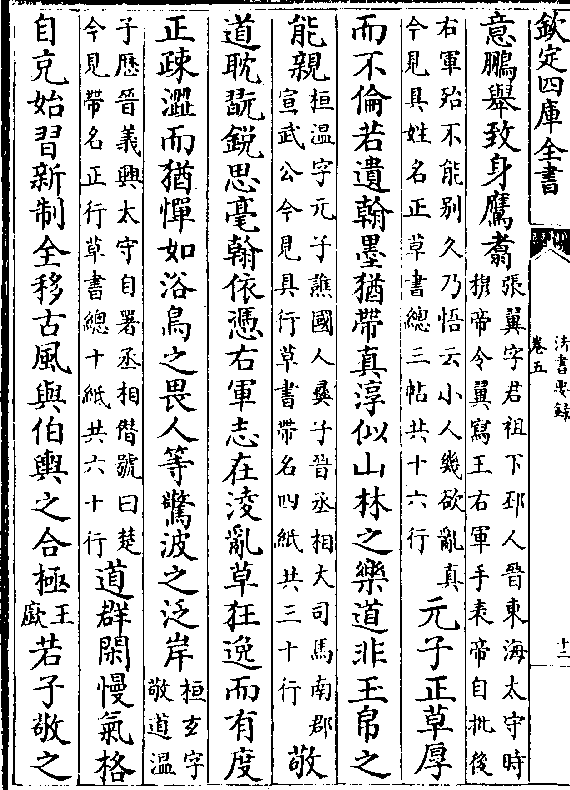 欽定四庫全書
法書要錄
卷五
十二
意鵬舉致身鷹翥張翼字君祖下邳人晉東海太守時
穆帝令翼寫王右軍手表帝自批後
右軍殆不能别久乃悟云小人幾欲亂真
今見具姓名正草書總三帖共十六行元子正草厚
而不倫若遺翰墨猶帶真淳似山林之樂道非王帛之
能親桓温字元子譙國人彝子晉丞相大司馬南郡
宣武公今見具行草書帶名四紙共三十行敬
道耽翫鋭思毫翰依憑右軍志在凌亂草狂逸而有度
正疎澀而猶憚如浴鳥之畏人等驚波之泛岸桓玄字
敬道温
子歷晉義興太守自署丞相僭號曰楚
今見帶名正行草書總十紙共六十行道群閑慢氣格
自充始習新制全移古風與伯輿之合極王
廞若子敬之